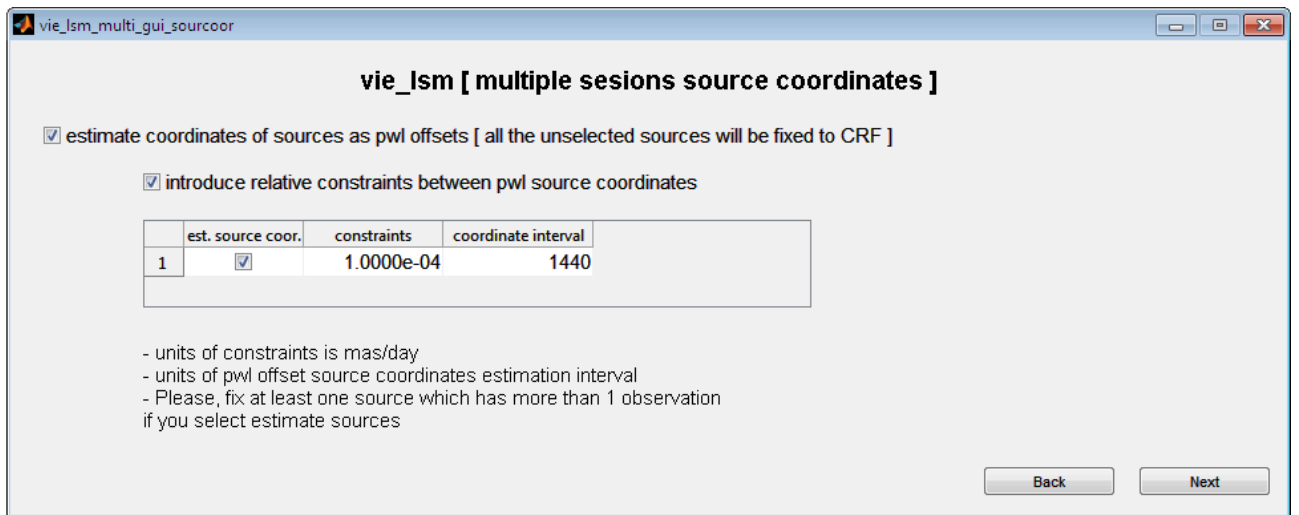 vie_lsm_multi_gui_sourcoor
vie_lsm [ multiple sesions source coordinates ]
estimate coordinates of sources as pwl offsets [ all the unselected sources will be fixed to CRF ]
introduce relative constraints between pwl source coordinates
est. source coor. constraints coordinate interval
1 1.0000e-04 1440
- units of constraints is mas/day
- units of pwl offset source coordinates estimation interval
- Please, fix at least one source which has more than 1 observation
if you select estimate sources
Back Next